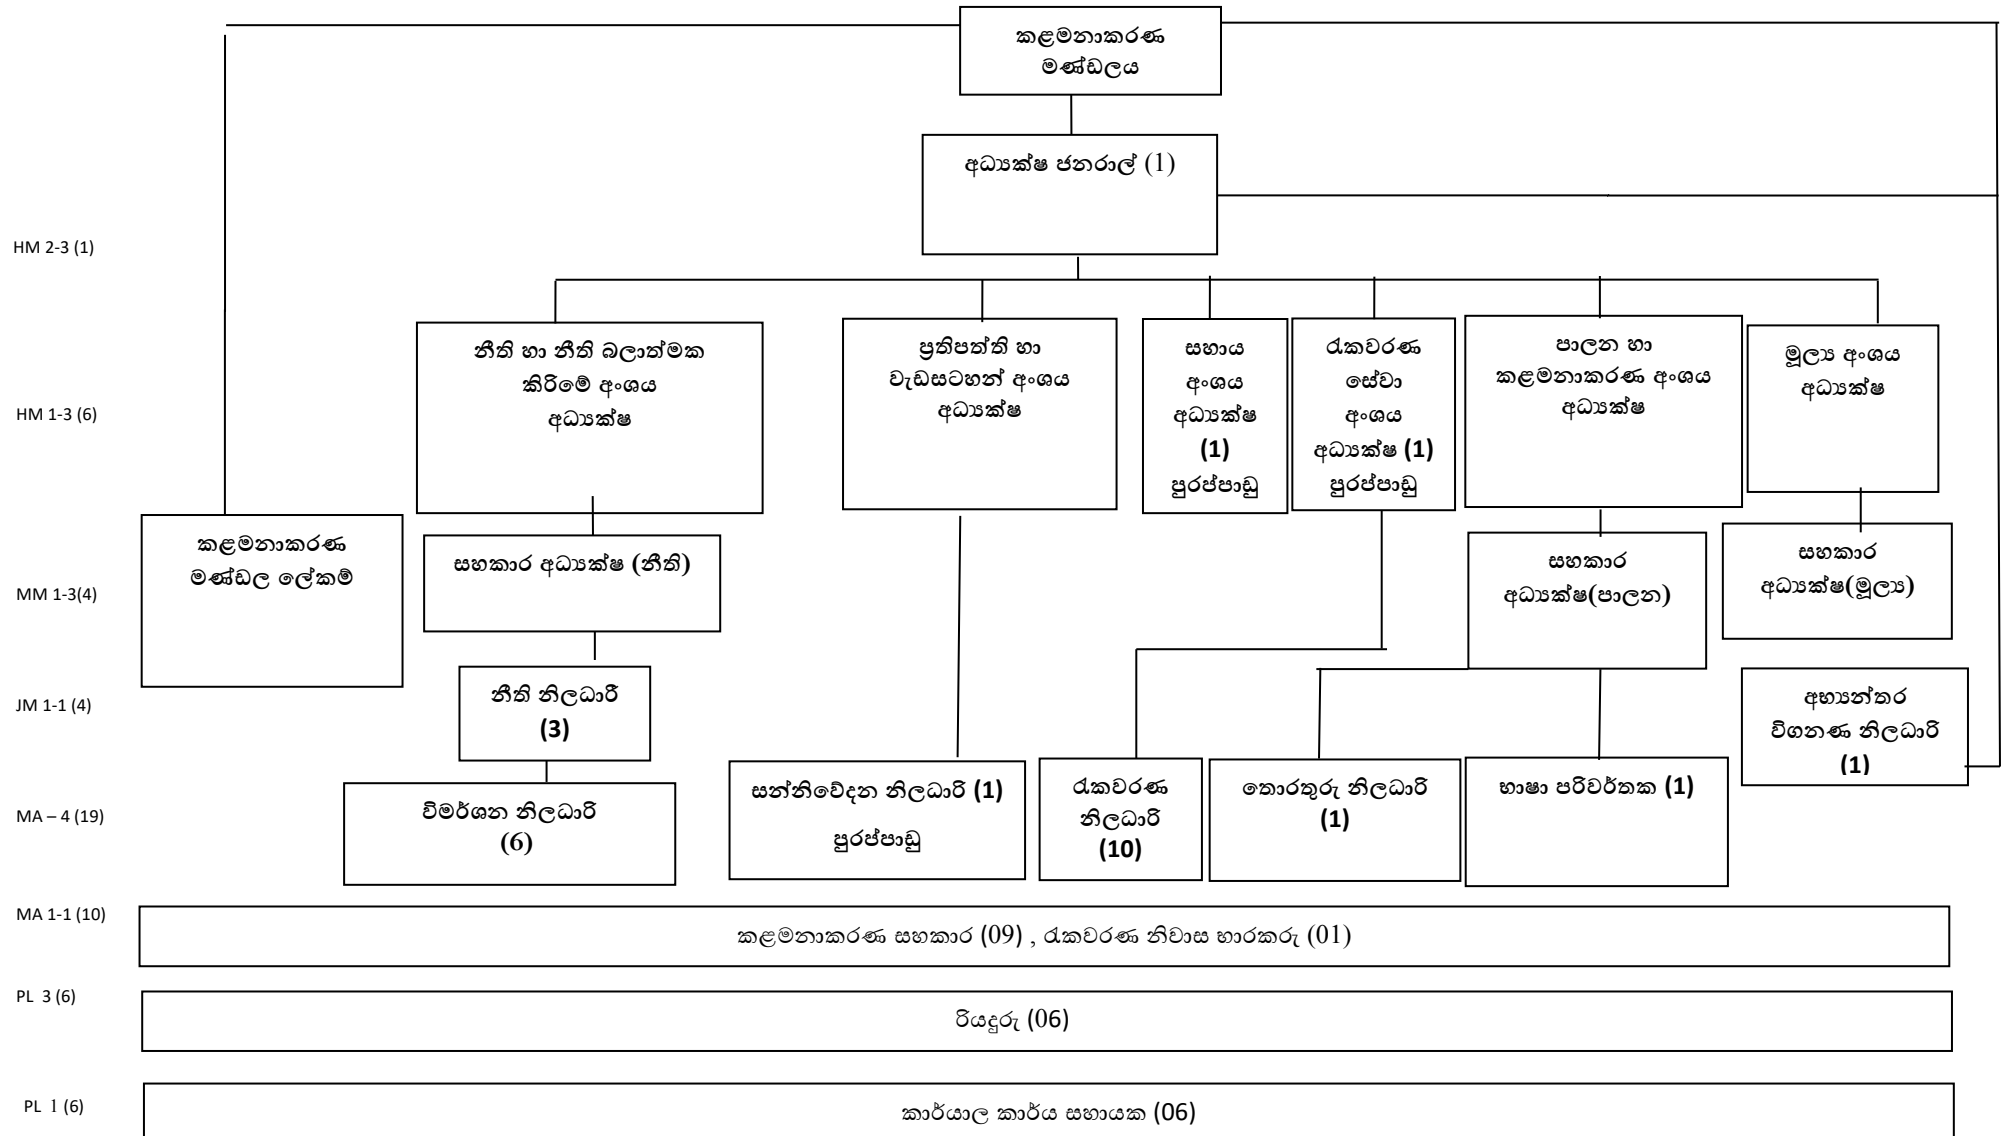 කළමනාකරණ
මණ්ඩලය
අධ්‍යක්ෂ ජනරාල් (1)
HM 2-3 (1)
නීති හා නීති බලාත්මක
කිරිමේ අංශය
අධ්‍යක්ෂ
ප්‍රතිපත්ති හා
වැඩසටහන් අංශය
අධ්‍යක්ෂ
සහාය
අංශය
අධ්‍යක්ෂ
(1)
පුරප්පාඩු
රැකවරණ
සේවා
අංශය
අධ්‍යක්ෂ (1)
පුරප්පාඩු
පාලන හා
කළමනාකරණ අංශය
අධ්‍යක්ෂ
මූල්‍ය අංශය
අධ්‍යක්ෂ
HM 1-3 (6)
කළමනාකරණ
මණ්ඩල ලේකම්
සහකාර අධ්‍යක්ෂ (නීති)
සහකාර
අධ්‍යක්ෂ(පාලන)
සහකාර
අධ්‍යක්ෂ(මූල්‍ය)
MM 1-3(4)
නීති නිලධාරී
(3)
අභ්‍යන්තර
විගනණ නිලධාරි
(1)
JM 1-1 (4)
විමර්ශන නිලධාරි
(6)
සන්නිවේදන නිලධාරි (1)
පුරප්පාඩු
රැකවරණ
නිලධාරි
(10)
තොරතුරු නිලධාරි
(1)
භාෂා පරිවර්තක (1)
MA – 4 (19)
MA 1-1 (10)
කළමනාකරණ සහකාර (09) , රැකවරණ නිවාස භාරකරු (01)
PL 3 (6)
රියදුරු (06)
PL 1 (6)
කාර්යාල කාර්ය සහායක (06)